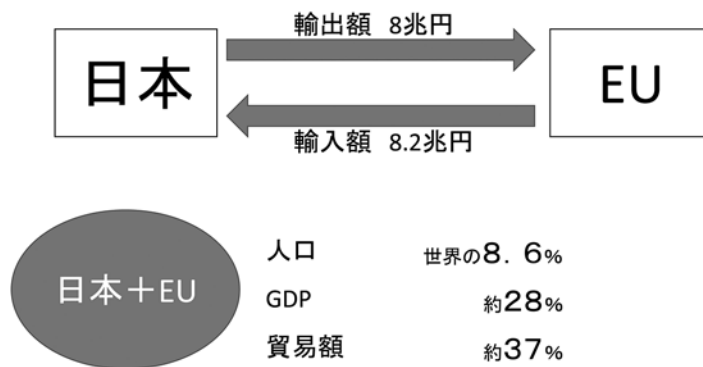 輸出額 8兆円
日本
EU
輸入額 8.2兆円
日本＋EU
人口 世界の8．6%
GDP 約28%
貿易額 約37%